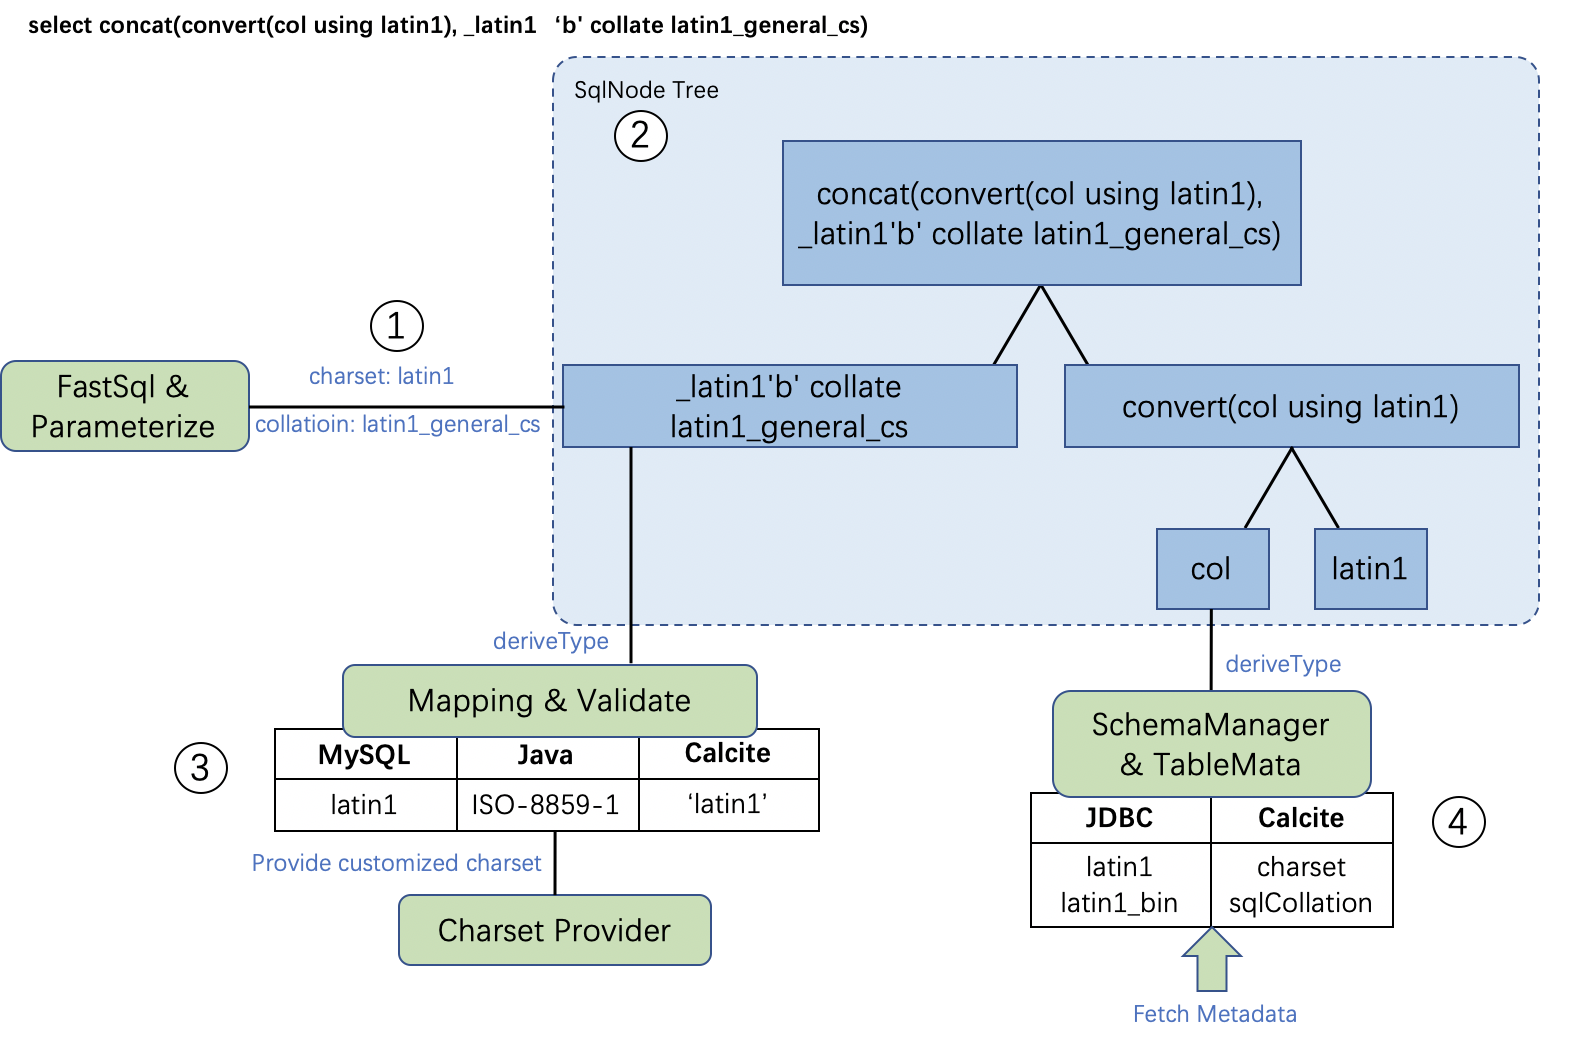 select concat(convert(col using latin1), _latin1 ‘b' collate latin1_general_cs)
SqlNode Tree
2
concat(convert(col using latin1),
_latin1'b' collate latin1_general_cs)
1
charset: latin1
FastSql &
Parameterize
collatioin: latin1_general_cs
_latin1'b' collate
latin1_general_cs
convert(col using latin1)
col
latin1
deriveType
deriveType
Mapping & Validate
3
MySQL
Java
Calcite
latin1
ISO-8859-1
‘latin1’
Provide customized charset
Charset Provider
SchemaManager
& TableMata
4
JDBC
Calcite
latin1
charset
latin1_bin
sqlCollation
Fetch Metadata